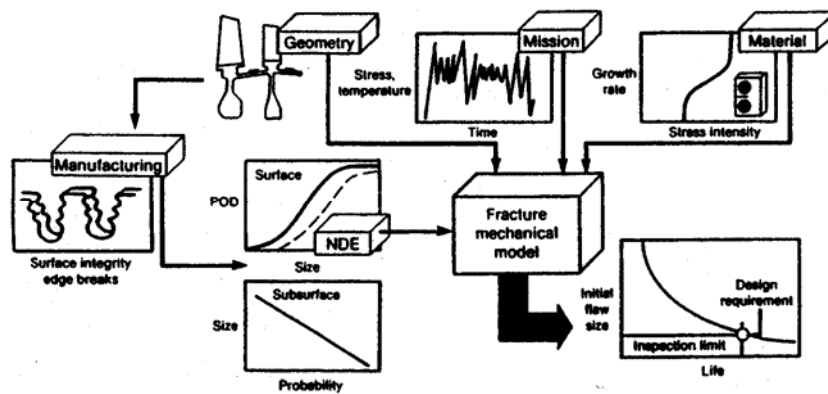 Geometry
Mission
Material
Stress,
temperature
Time
Growth
rate
Stress intensity
Manufacturing
Surface integrity
edge breaks
POD
Surface
NDE
Size
Fracture
mechanical
model
Size
Subsurface
Probability
Initial
flaw
size
Design
requirement
Inspection limit
Life